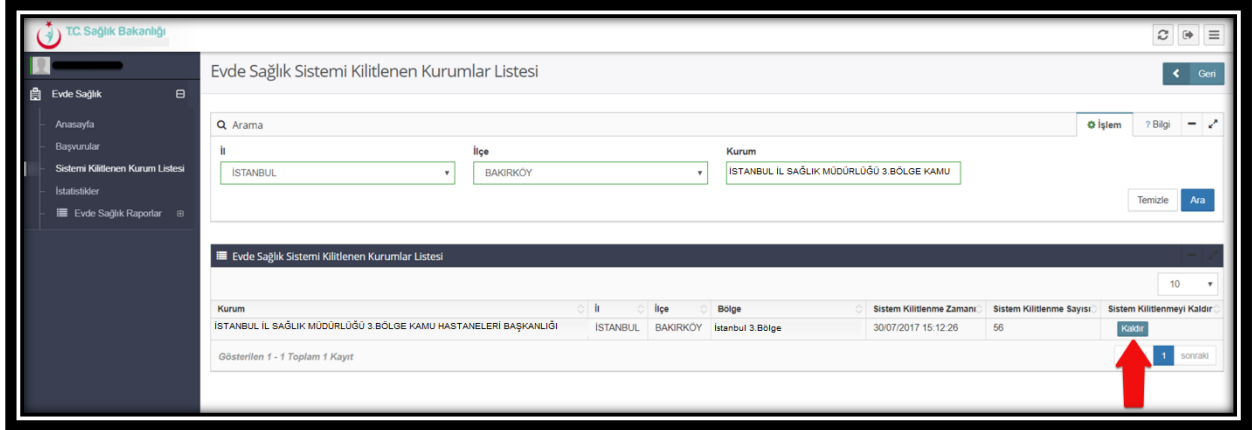 T.C. Sağlık Bakanlığı
Evde Sağlık Sistemi Kilitlenen Kurumlar Listesi
Geri
Evde Sağlık
Anasayfa
Başvurular
Sistemi Kilitlenen Kurum Listesi
İstatistikler
Evde Sağlık Raporlar
Arama
İşlem
? Bilgi
İl
İlçe
Kurum
İSTANBUL
BAKIRKÖY
İSTANBUL İL SAĞLIK MÜDÜRLÜĞÜ 3.BÖLGE KAMU
Temizle
Ara
Evde Sağlık Sistemi Kilitlenen Kurumlar Listesi
10
Kurum İl İlçe Bölge Sistem Kilitlenme Zamanı Sistem Kilitlenme Sayısı Sistem Kilitlenmeyi Kaldır
İSTANBUL İL SAĞLIK MÜDÜRLÜĞÜ 3.BÖLGE KAMU HASTANELERİ BAŞKANLIĞI İSTANBUL BAKIRKÖY İstanbul 3.Bölge 30/07/2017 15:12:26 56 Kaldır
Gösterilen 1 - 1 Toplam 1 Kayıt
1 sonraki